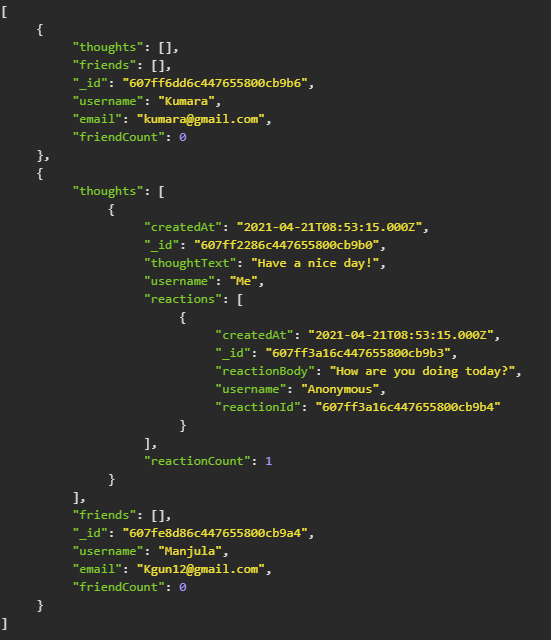 [
    {
        "thoughts": [],
        "friends": [],
        "_id": "607ff6dd6c447655800cb9b6",
        "username": "Kumara",
        "email": "kumara@gmail.com",
        "friendCount": 0
    },
    {
        "thoughts": [
            {
                "createdAt": "2021-04-21T08:53:15.000Z",
                "_id": "607ff2286c447655800cb9b0",
                "thoughtText": "Have a nice day!",
                "username": "Me",
                "reactions": [
                    {
                        "createdAt": "2021-04-21T08:53:15.000Z",
                        "_id": "607ff3a16c447655800cb9b3",
                        "reactionBody": "How are you doing today?",
                        "username": "Anonymous",
                        "reactionId": "607ff3a16c447655800cb9b4"
                    }
                ],
                "reactionCount": 1
            }
        ],
        "friends": [],
        "_id": "607fe8d86c447655800cb9a4",
        "username": "Manjula",
        "email": "Kgun12@gmail.com",
        "friendCount": 0
    }
]